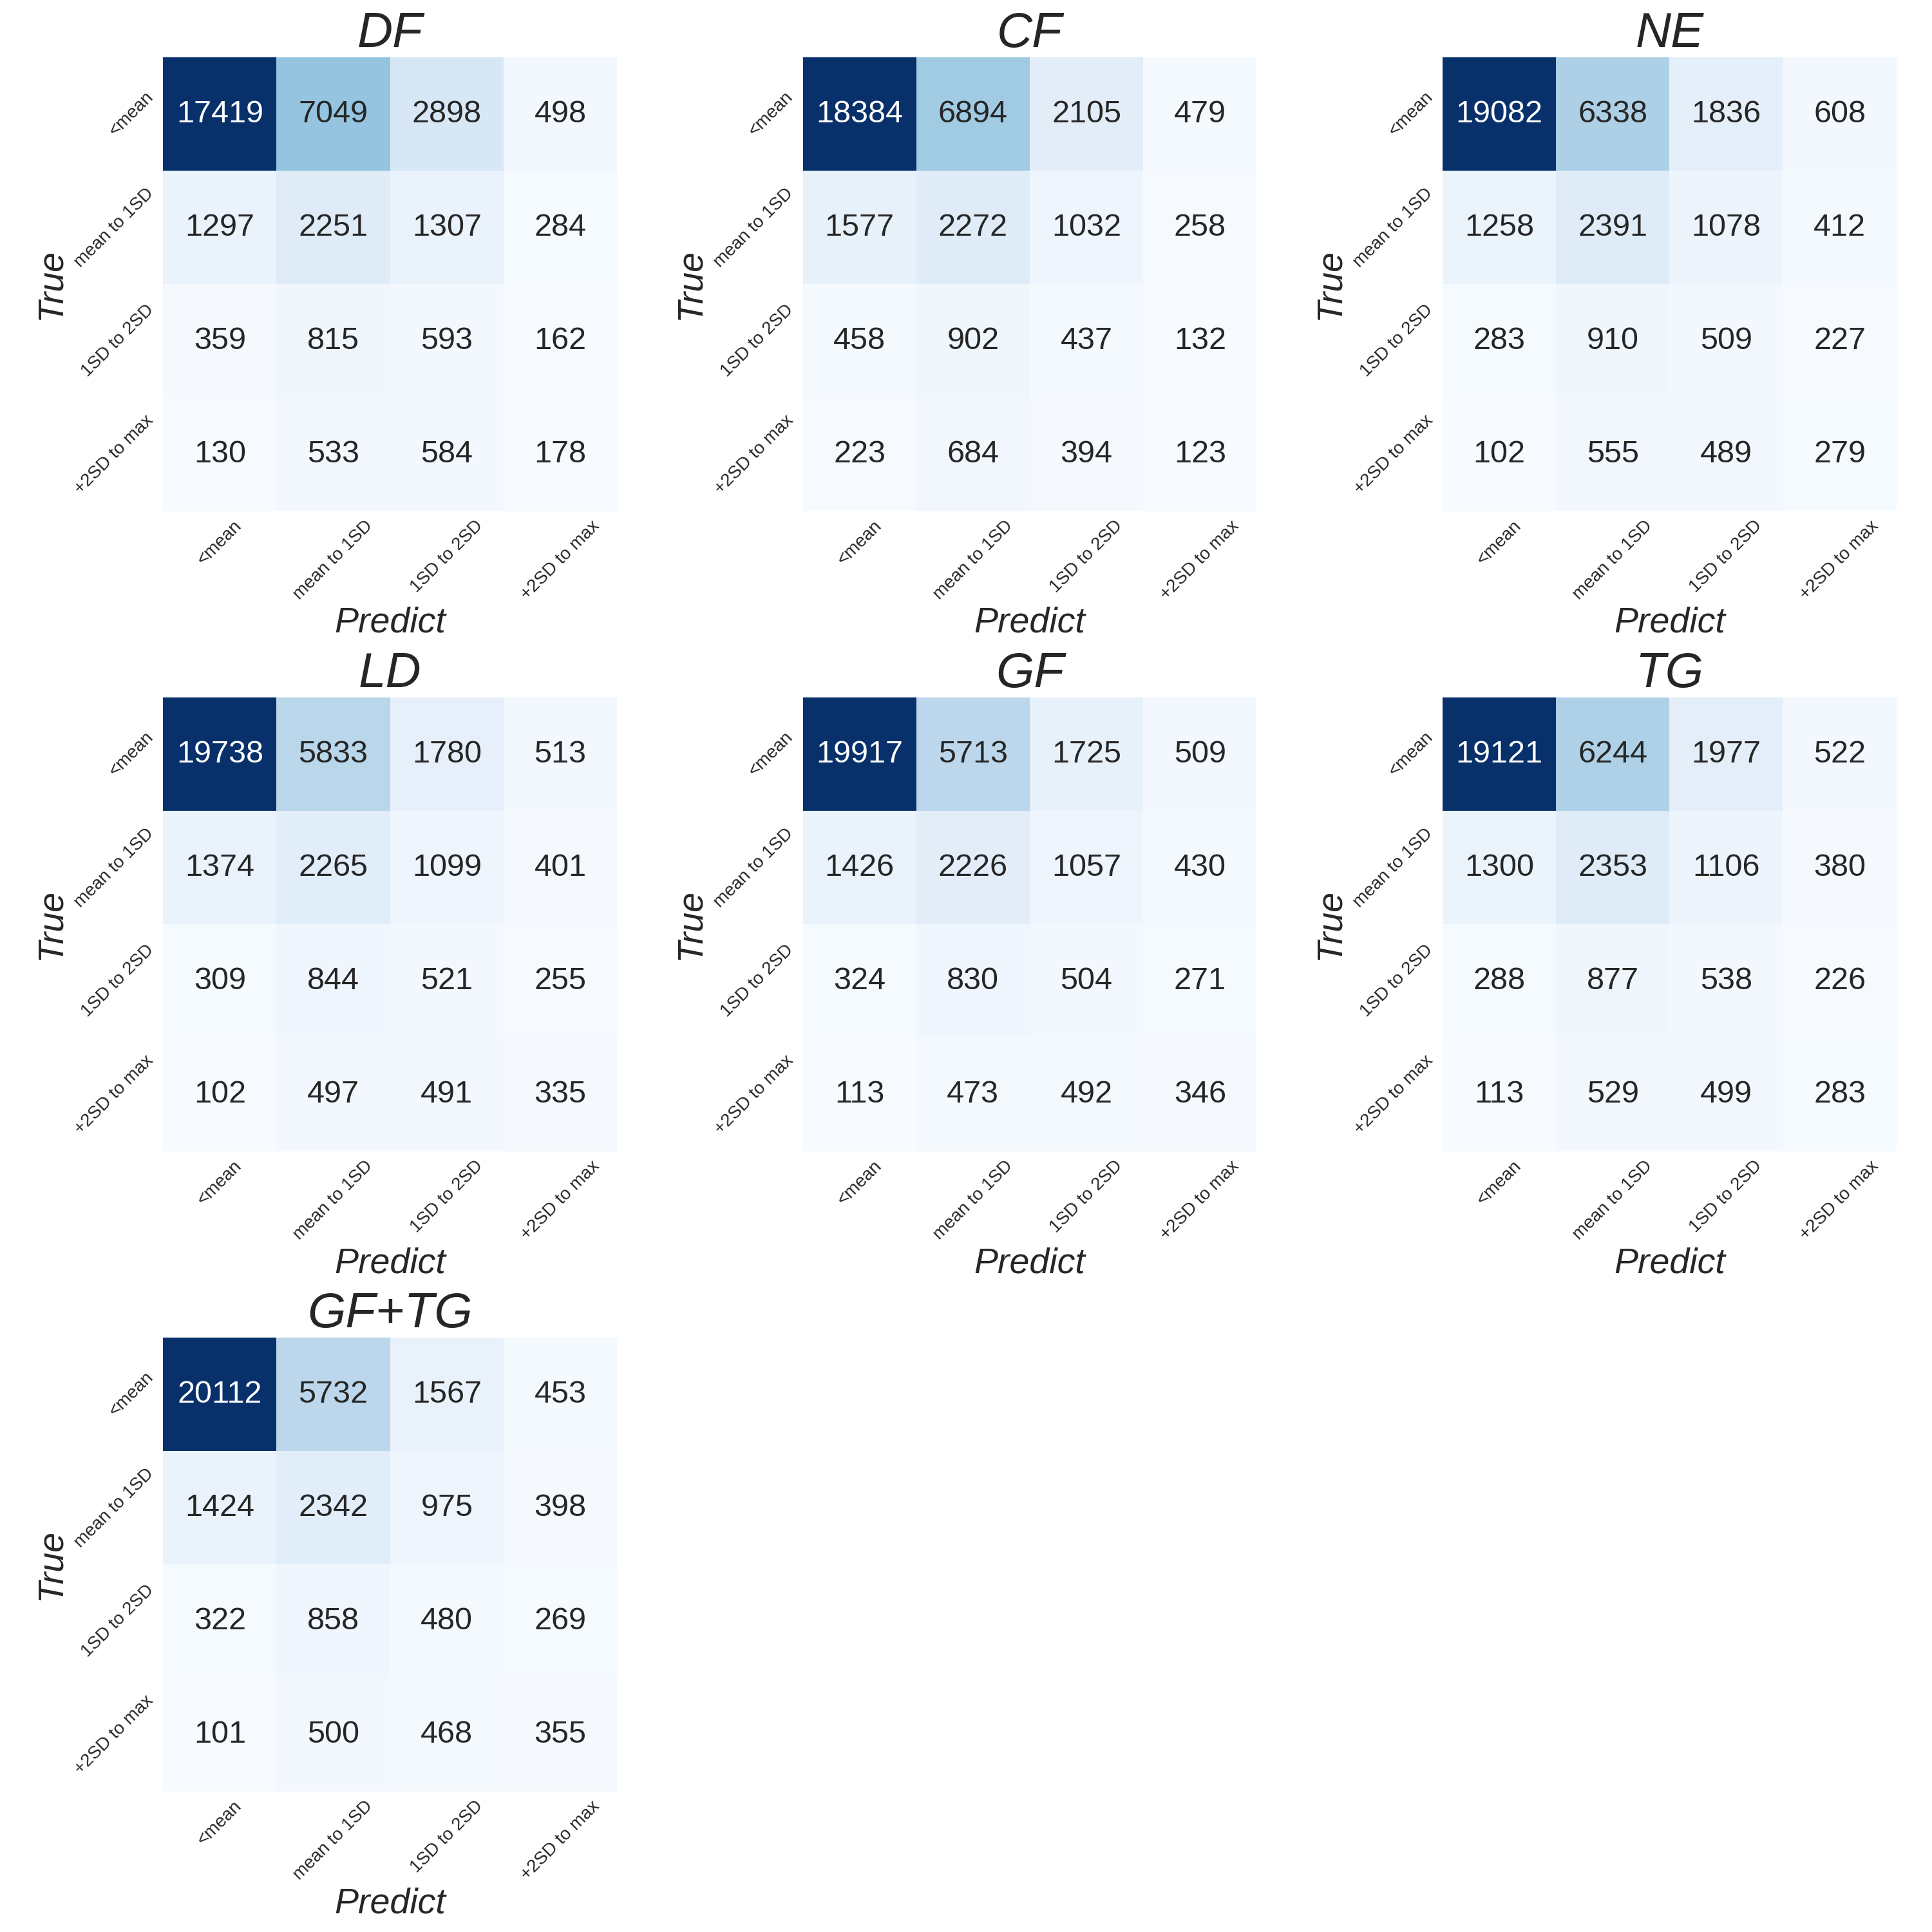 DF
<mean 17419 7049 2898 498
mean to 1SD 1297 2251 1307 284
1SD to 2SD 359 815 593 162
+2SD to max 130 533 584 178
True
<mean mean to 1SD 1SD to 2SD +2SD to max
Predict
CF
<mean 18384 6894 2105 479
mean to 1SD 1577 2272 1032 258
1SD to 2SD 458 902 437 132
+2SD to max 223 684 394 123
True
<mean mean to 1SD 1SD to 2SD +2SD to max
Predict
NE
<mean 19082 6338 1836 608
mean to 1SD 1258 2391 1078 412
1SD to 2SD 283 910 509 227
+2SD to max 102 555 489 279
True
<mean mean to 1SD 1SD to 2SD +2SD to max
Predict
LD
<mean 19738 5833 1780 513
mean to 1SD 1374 2265 1099 401
1SD to 2SD 309 844 521 255
+2SD to max 102 497 491 335
True
<mean mean to 1SD 1SD to 2SD +2SD to max
Predict
GF
<mean 19917 5713 1725 509
mean to 1SD 1426 2226 1057 430
1SD to 2SD 324 830 504 271
+2SD to max 113 473 492 346
True
<mean mean to 1SD 1SD to 2SD +2SD to max
Predict
TG
<mean 19121 6244 1977 522
mean to 1SD 1300 2353 1106 380
1SD to 2SD 288 877 538 226
+2SD to max 113 529 499 283
True
<mean mean to 1SD 1SD to 2SD +2SD to max
Predict
GF+TG
<mean 20112 5732 1567 453
mean to 1SD 1424 2342 975 398
1SD to 2SD 322 858 480 269
+2SD to max 101 500 468 355
True
<mean mean to 1SD 1SD to 2SD +2SD to max
Predict